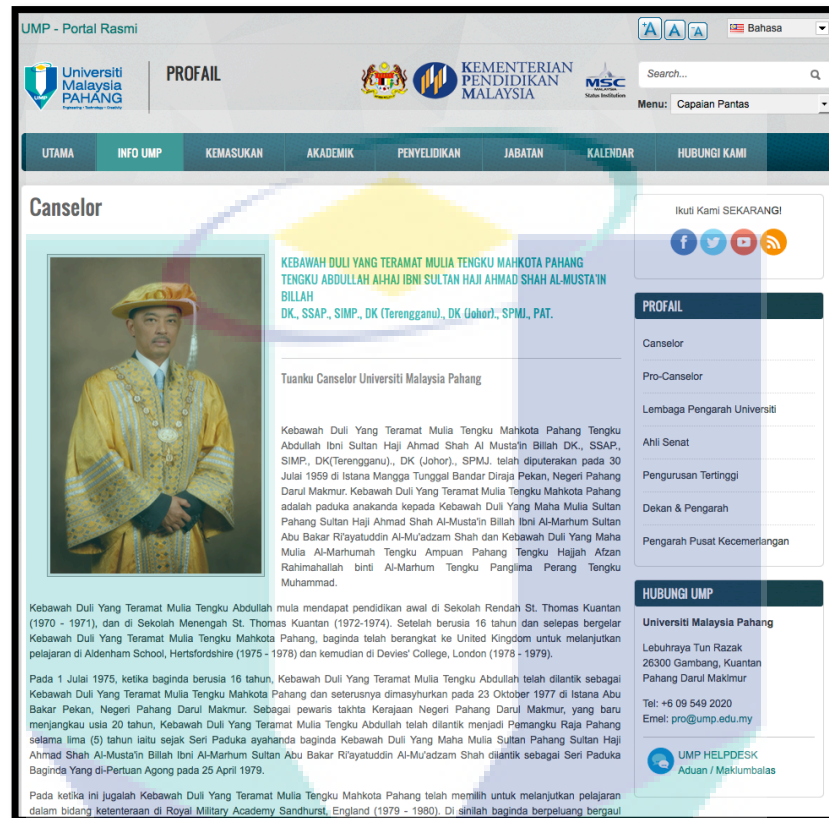 UMP - Portal Rasmi
+A A -A
Bahasa
Universiti
Malaysia
PAHANG
Engineering • Technology • Creativity
UMP
PROFAIL
KEMENTERIAN
PENDIDIKAN
MALAYSIA
MSC
MALAYSIA
Status Institution
Search...
Menu: Capaian Pantas
UTAMA INFO UMP KEMASUKAN AKADEMIK PENYELIDIKAN JABATAN KALENDAR HUBUNGI KAMI
Canselor
KEBAWAH DULI YANG TERAMAT MULIA TENGKU MAHKOTA PAHANG
TENGKU ABDULLAH Al-HAJ IBNI SULTAN HAJI AHMAD SHAH AL-MUSTA'IN
BILLAH
DK., SSAP., SIMP., DK (Terengganu)., DK (Johor)., SPMJ., PAT.
Tuanku Canselor Universiti Malaysia Pahang
Kebawah Duli Yang Teramat Mulia Tengku Mahkota Pahang Tengku
Abdullah Ibni Sultan Haji Ahmad Shah Al Musta'in Billah DK., SSAP.,
SIMP., DK(Terengganu)., DK (Johor)., SPMJ. telah diputerakan pada 30
Julai 1959 di Istana Mangga Tunggal Bandar Diraja Pekan, Negeri Pahang
Darul Makmur. Kebawah Duli Yang Teramat Mulia Tengku Mahkota Pahang
adalah paduka anakanda kepada Kebawah Duli Yang Maha Mulia Sultan
Pahang Sultan Haji Ahmad Shah Al-Musta'in Billah Ibni Al-Marhum Sultan
Abu Bakar Ri'ayatuddin Al-Mu'adzam Shah dan Kebawah Duli Yang Maha
Mulia Al-Marhumah Tengku Ampuan Pahang Tengku Hajjah Afzan
Rahimahallah binti Al-Marhum Tengku Panglima Perang Tengku
Muhammad.
Kebawah Duli Yang Teramat Mulia Tengku Abdullah mula mendapat pendidikan awal di Sekolah Rendah St. Thomas Kuantan
(1970 - 1971), dan di Sekolah Menengah St. Thomas Kuantan (1972-1974). Setelah berusia 16 tahun dan selepas bergelar
Kebawah Duli Yang Teramat Mulia Tengku Mahkota Pahang, baginda telah berangkat ke United Kingdom untuk melanjutkan
pelajaran di Aldenham School, Hertsfordshire (1975 - 1978) dan kemudian di Devies' College, London (1978 - 1979).
Pada 1 Julai 1975, ketika baginda berusia 16 tahun, Kebawah Duli Yang Teramat Mulia Tengku Abdullah telah dilantik sebagai
Kebawah Duli Yang Teramat Mulia Tengku Mahkota Pahang dan seterusnya dimasyhurkan pada 23 Oktober 1977 di Istana Abu
Bakar Pekan, Negeri Pahang Darul Makmur. Sebagai pewaris takhta Kerajaan Negeri Pahang Darul Makmur, yang baru
menjangkau usia 20 tahun, Kebawah Duli Yang Teramat Mulia Tengku Abdullah telah dilantik menjadi Pemangku Raja Pahang
selama lima (5) tahun iaitu sejak Seri Paduka ayahanda baginda Kebawah Duli Yang Maha Mulia Sultan Pahang Sultan Haji
Ahmad Shah Al-Musta'in Billah Ibni Al-Marhum Sultan Abu Bakar Ri'ayatuddin Al-Mu'adzam Shah dilantik sebagai Seri Paduka
Baginda Yang di-Pertuan Agong pada 25 April 1979.
Pada ketika ini jugalah Kebawah Duli Yang Teramat Mulia Tengku Mahkota Pahang telah memilih untuk melanjutkan pelajaran
dalam bidang ketenteraan di Royal Military Academy Sandhurst, England (1979 - 1980). Di sinilah baginda berpeluang bergaul
Ikuti Kami SEKARANG!
PROFAIL
Canselor
Pro-Canselor
Lembaga Pengarah Universiti
Ahli Senat
Pengurusan Tertinggi
Dekan & Pengarah
Pengarah Pusat Kecemerlangan
HUBUNGI UMP
Universiti Malaysia Pahang
Lebuhraya Tun Razak
26300 Gambang, Kuantan
Pahang Darul Makimur
Tel: +6 09 549 2020
Emel: pro@ump.edu.my
UMP HELPDESK
Aduan / Maklumbalas